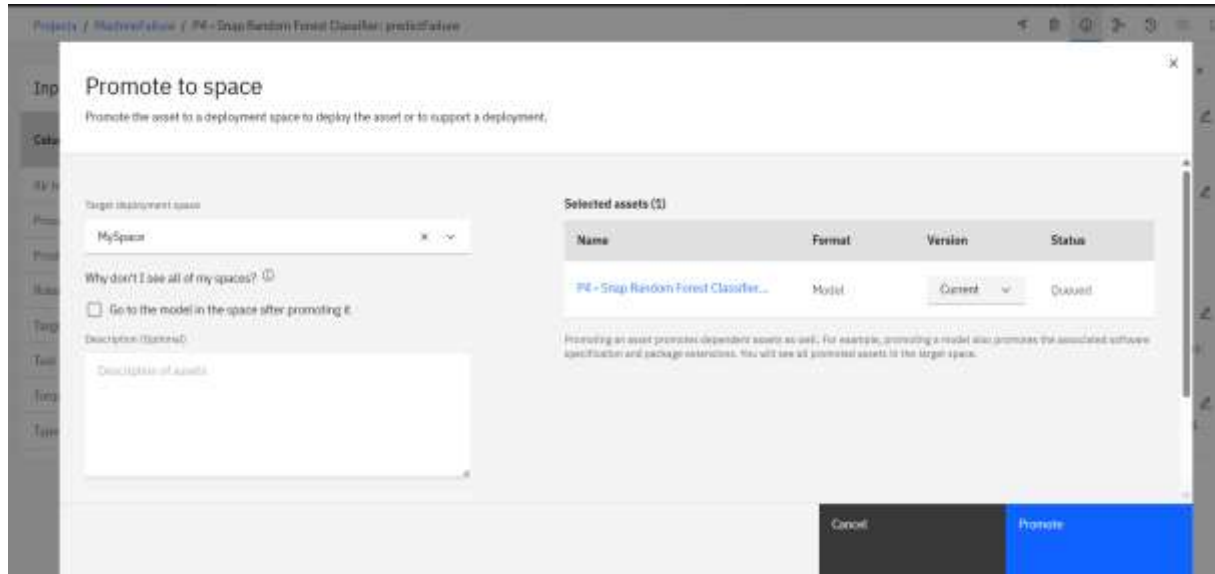 Projects / MachineFailure / P4 - Snap Random Forest Classifier: predictFailure
Promote to space
Promote the asset to a deployment space to deploy the asset or to support a deployment.
Inp
Target deployment space
MySpace
Why don't I see all of my spaces?
Go to the model in the space after promoting it
Description (Optional)
Description of assets
Selected assets (1)
Name Format Version Status
P4 - Snap Random Forest Classifier... Model Current Queued
Promoting an asset promotes dependent assets as well. For example, promoting a model also promotes the associated software
specification and package extensions. You will see all promoted assets in the target space.
Cancel Promote